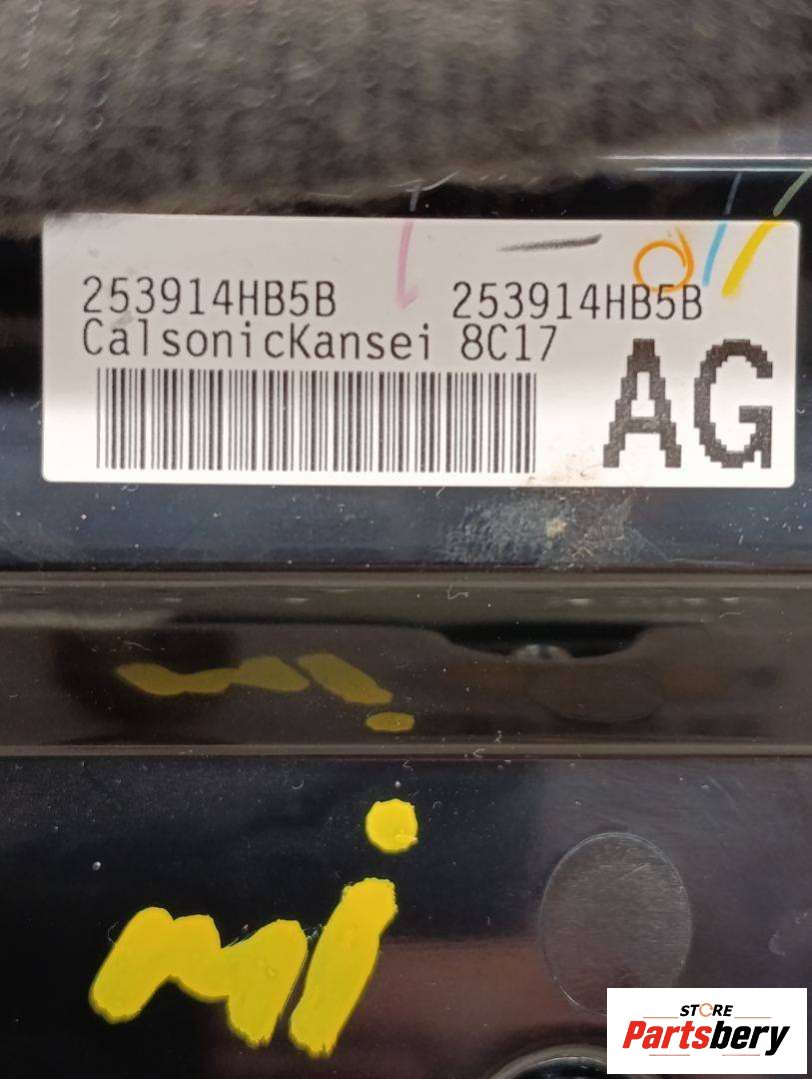 253914HB5B 253914HB5B
CalsonicKansei 8C17
AG
mi
STORE
Partsbery